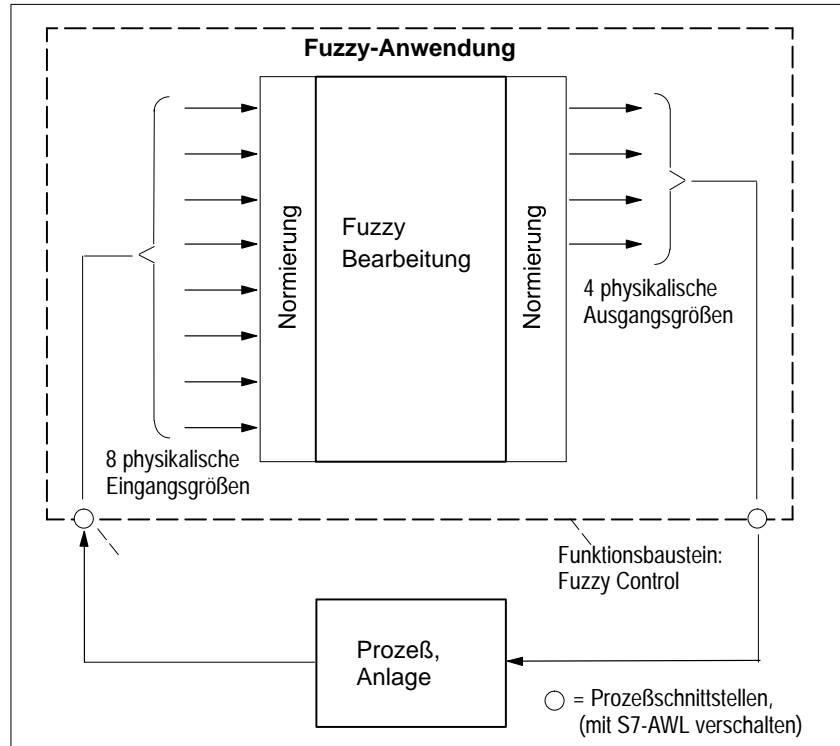 Fuzzy-Anwendung
Normierung
Fuzzy
Bearbeitung
Normierung
4 physikalische
Ausgangsgrößen
8 physikalische
Eingangsgrößen
Funktionsbaustein:
Fuzzy Control
Prozeß,
Anlage
= Prozeßschnittstellen,
(mit S7-AWL verschalten)